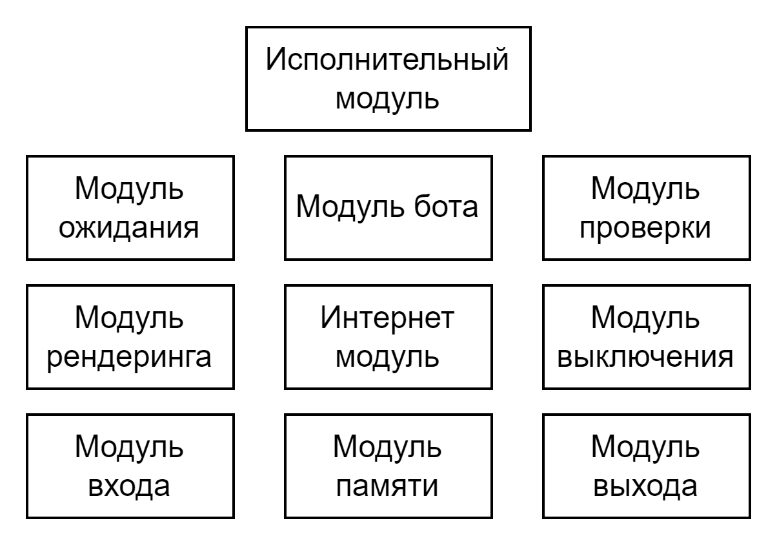 Исполнительный
модуль
Модуль
ожидания
Модуль бота
Модуль
проверки
Модуль
рендеринга
Интернет
модуль
Модуль
выключения
Модуль
входа
Модуль
памяти
Модуль
выхода